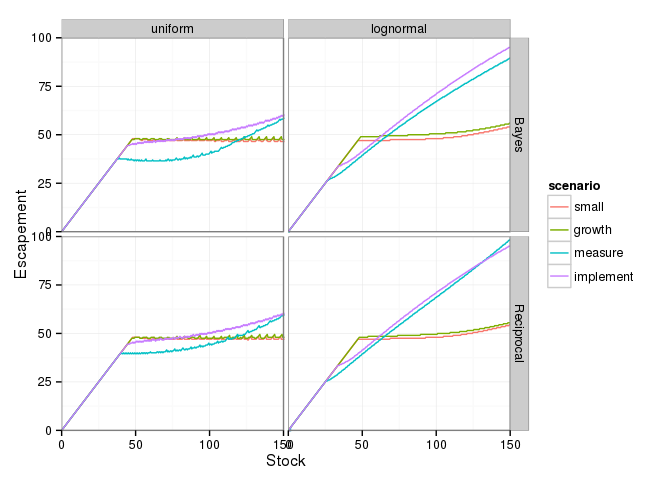 uniform
lognormal
100
75
50
25
0
Bayes
100
75
50
25
0
Reciprocal
0
50
100
150
0
50
100
150
Escapement
Stock
scenario
small
growth
measure
implement